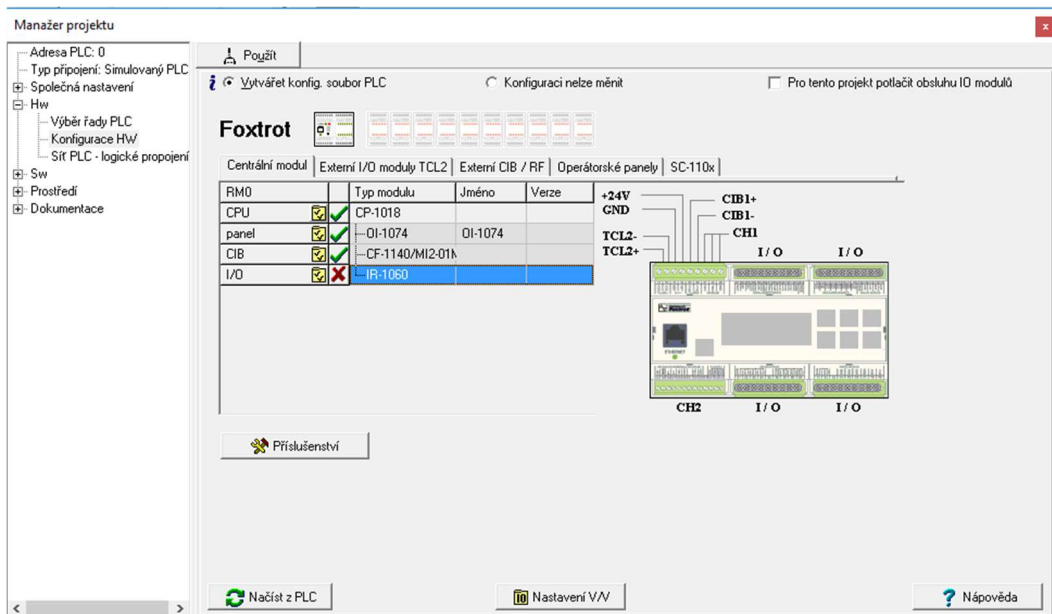 Manažer projektu
x
Adresa PLC: 0
Typ připojení: Simulovaný PLC
Společná nastavení
Hw
Výběr řady PLC
Konfigurace HW
Síť PLC - logické propojení
Sw
Prostředí
Dokumentace
Použít
Vytvářet konfig. soubor PLC
Konfiguraci nelze měnit
Pro tento projekt potlačit obsluhu IO modulů
Foxtrot
Centrální modul
Externí I/O moduly TCL2
Externí CIB / RF
Operátorské panely
SC-110x
RM0 Typ modulu Jméno Verze
CPU CP-1018
panel OI-1074 OI-1074
CIB CF-1140/MI2-01M
I/O IR-1060
+24V
GND
TCL2-
TCL2+
CIB1+
CIB1-
CH1
I / O
I / O
Foxtrot
ETHERNET
CH2
I / O
I / O
Příslušenství
Načíst z PLC
IO
Nastavení V/V
? Nápověda